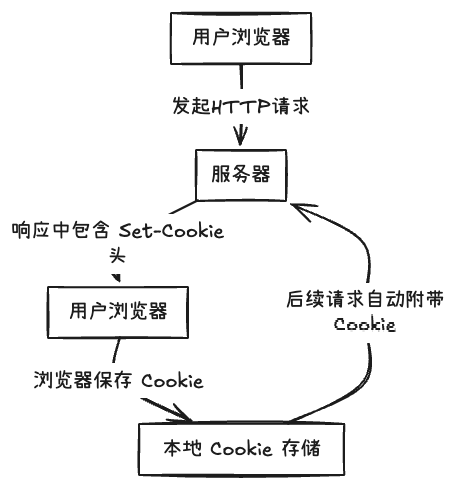 用户浏览器
发起HTTP请求
服务器
响应中包含 Set-Cookie
头
用户浏览器
后续请求自动附带
Cookie
浏览器保存 Cookie
本地 Cookie 存储